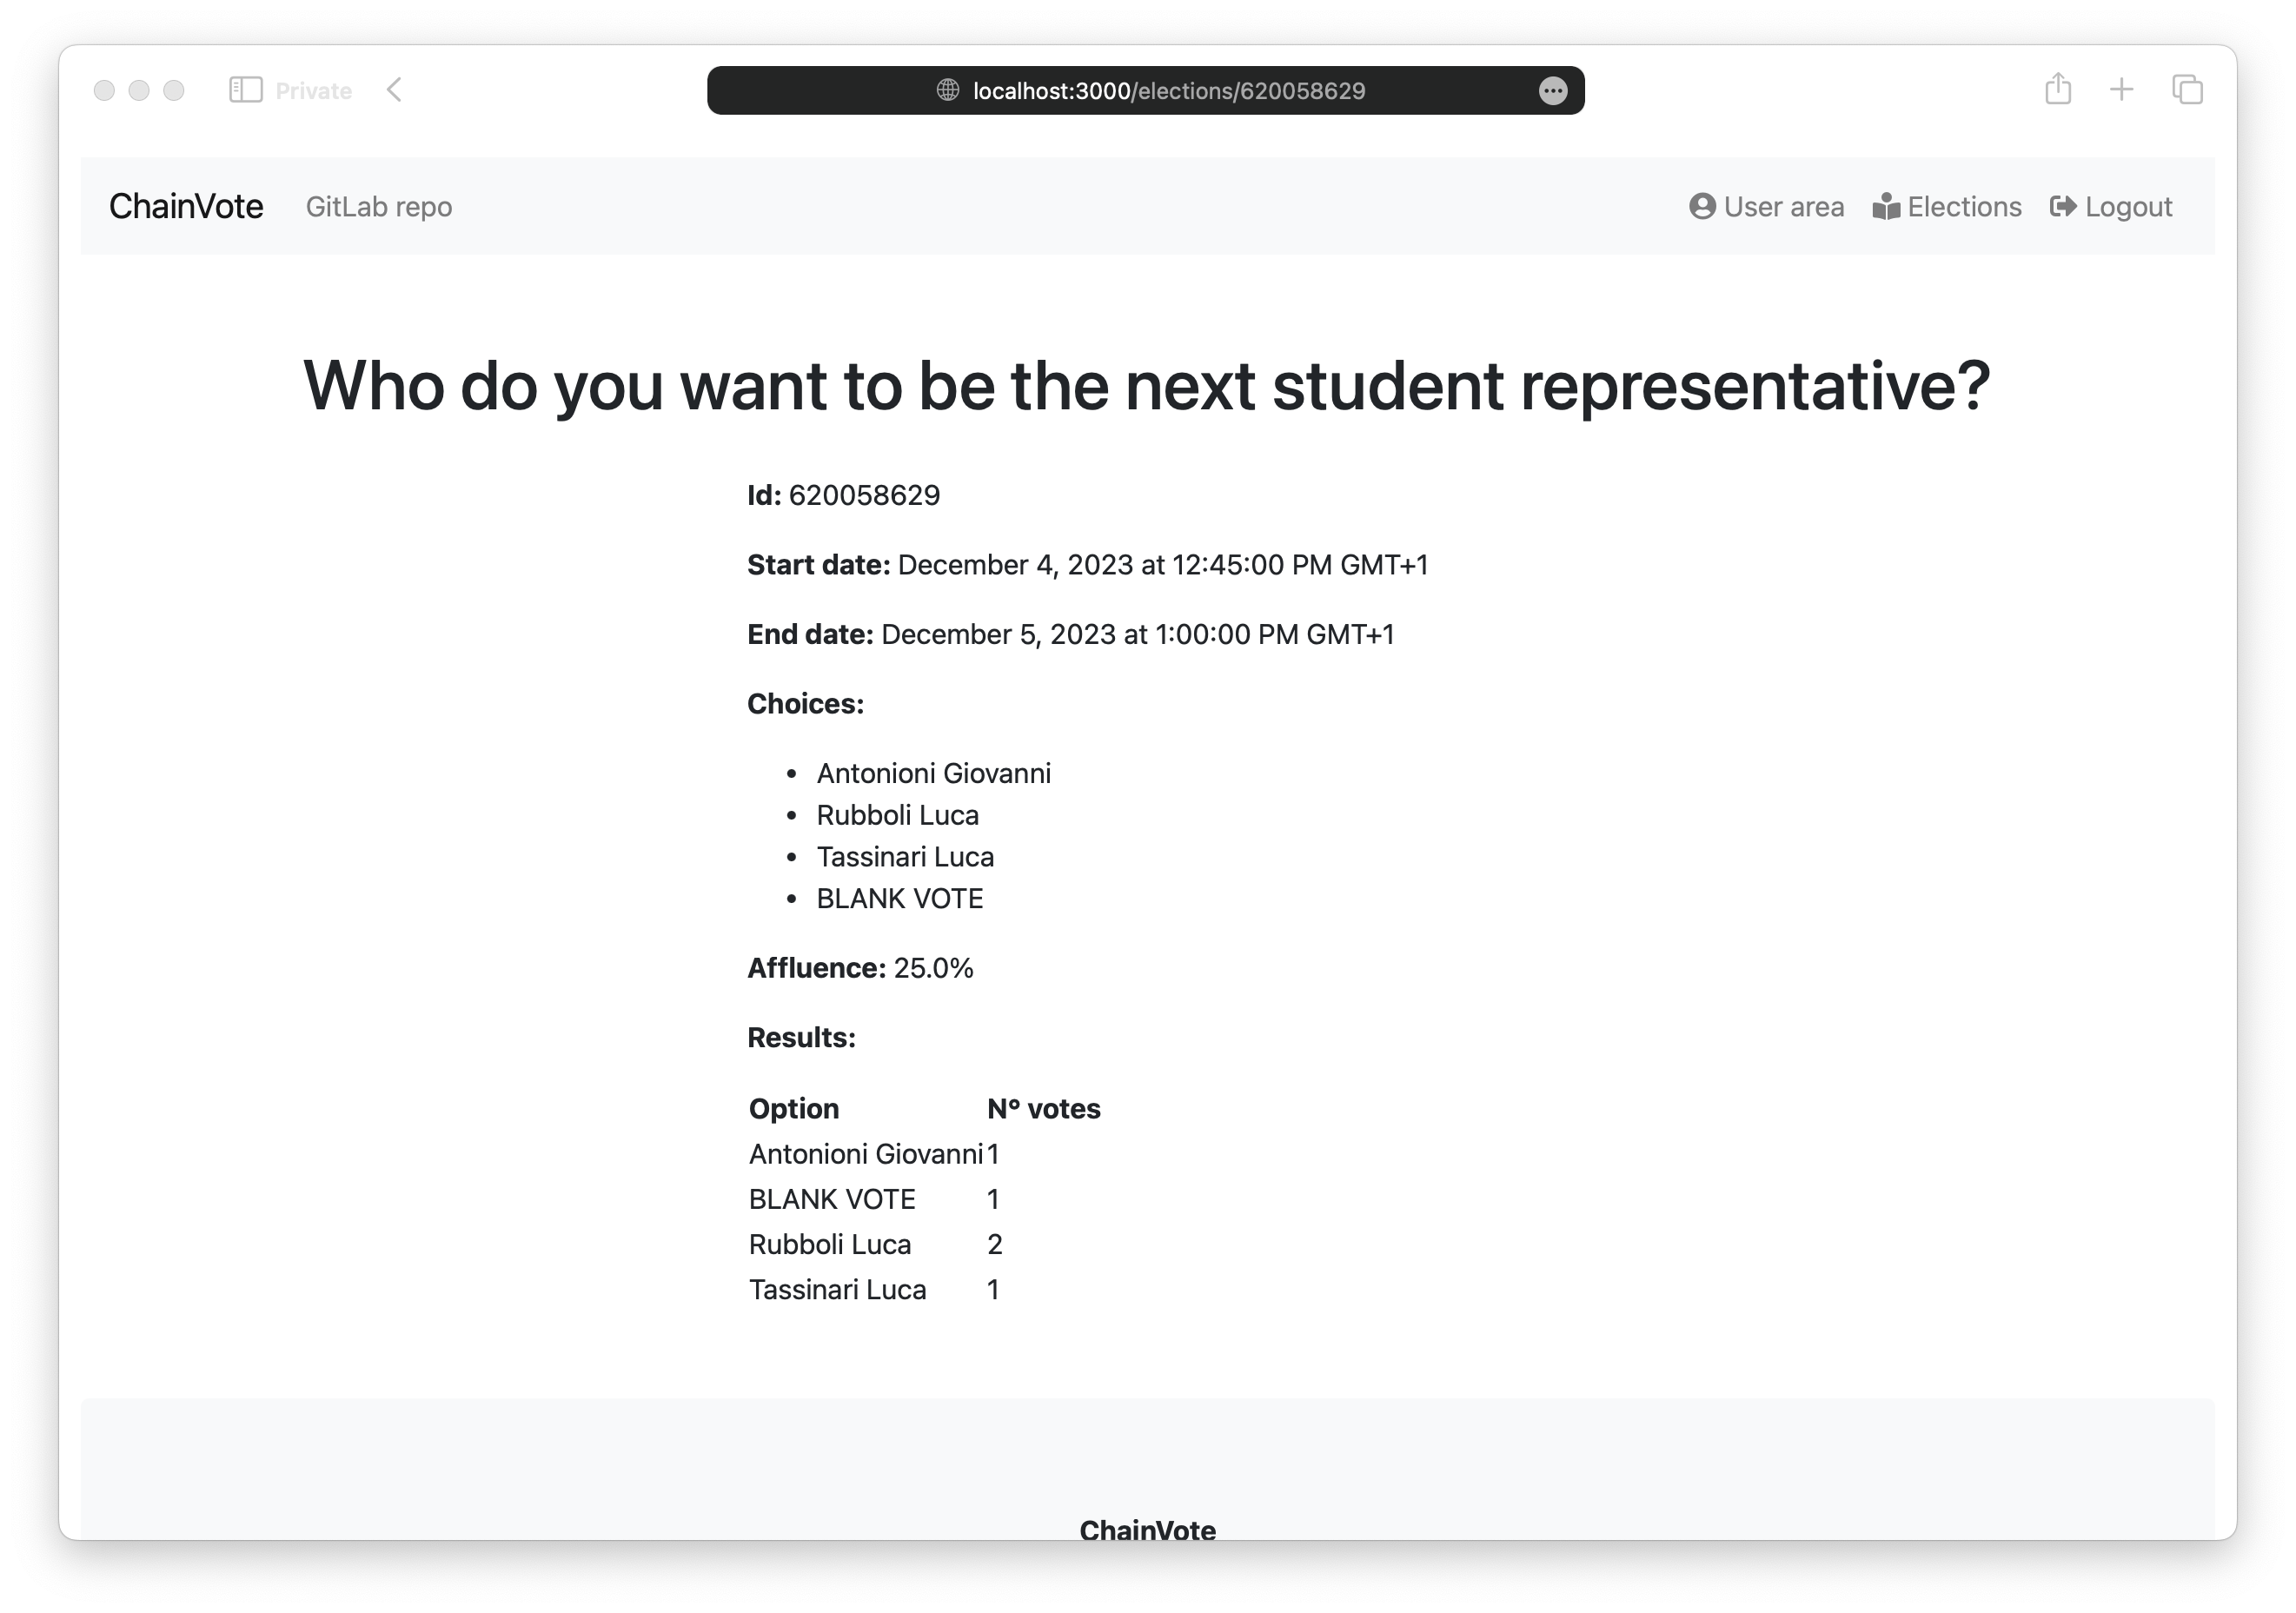 Private
localhost:3000/elections/620058629
ChainVote GitLab repo User area Elections Logout
Who do you want to be the next student representative?
Id: 620058629
Start date: December 4, 2023 at 12:45:00 PM GMT+1
End date: December 5, 2023 at 1:00:00 PM GMT+1
Choices:
• Antonioni Giovanni
• Rubboli Luca
• Tassinari Luca
• BLANK VOTE
Affluence: 25.0%
Results:
Option Nº votes
Antonioni Giovanni 1
BLANK VOTE 1
Rubboli Luca 2
Tassinari Luca 1
ChainVote